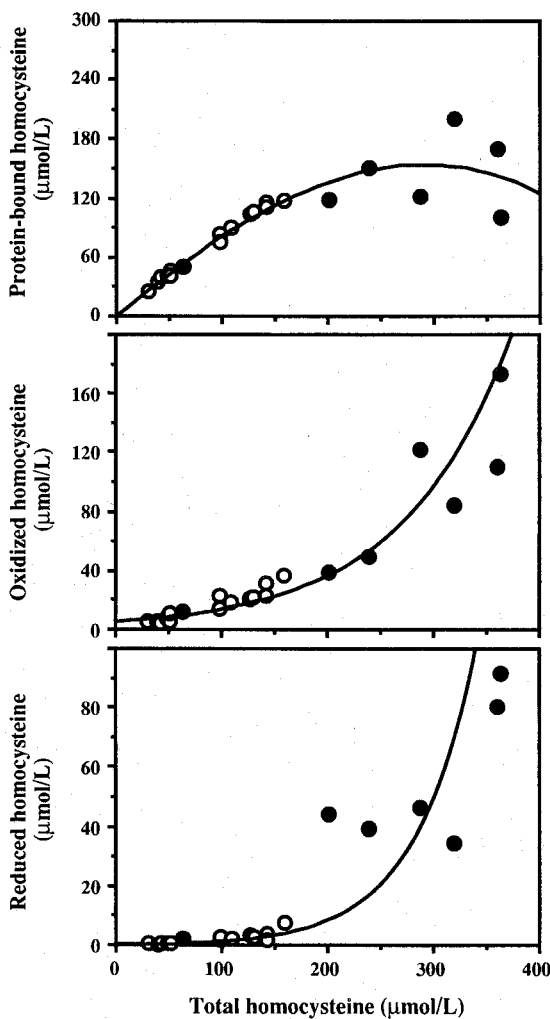 Protein-bound homocysteine
(μmol/L)
300
240
180
120
60
0
Oxidized homocysteine
(μmol/L)
160
120
80
40
0
Reduced homocysteine
(μmol/L)
80
60
40
20
0
0 100 200 300 400
Total homocysteine (μmol/L)